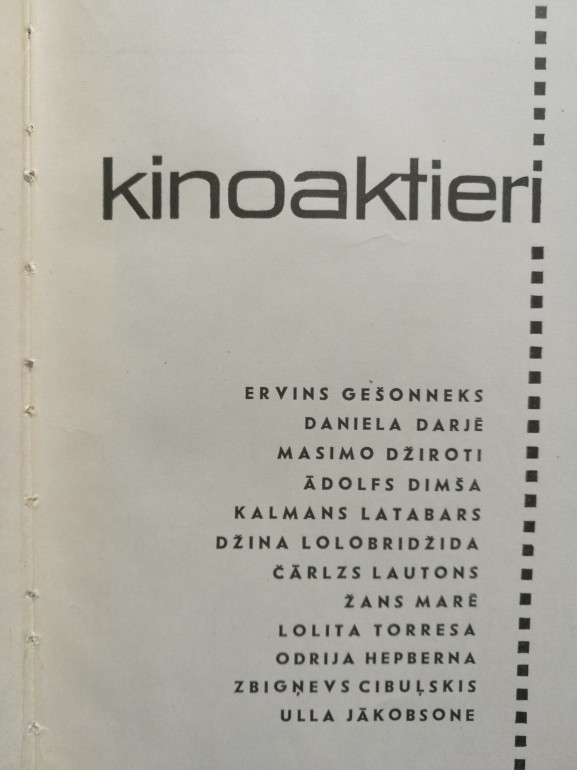 kinoaktieri
ERVINS GEŠONNEKS
DANIELA DARJĒ
MASIMO DŽIROTI
ĀDOLFS DIMŠA
KALMANS LATABARS
DŽINA LOLOBRIDŽIDA
ČĀRLZS LAUTONS
ŽANS MARĒ
LOLITA TORRESA
ODRIJA HEPBERNA
ZBIGŅEVS CIBUĻSKIS
ULLA JĀKOBSONE